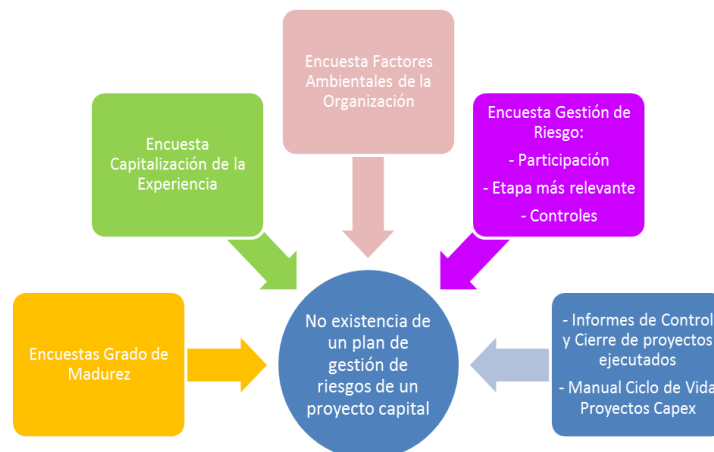 Encuesta Factores
Ambientales de la
Organización
Encuesta
Capitalización de la
Experiencia
Encuesta Gestión de
Riesgo:
- Participación
- Etapa más relevante
- Controles
Encuestas Grado de
Madurez
No existencia de
un plan de
gestión de
riesgos de un
proyecto capital
- Informes de Control
y Cierre de proyectos
ejecutados
- Manual Ciclo de Vida
Proyectos Capex